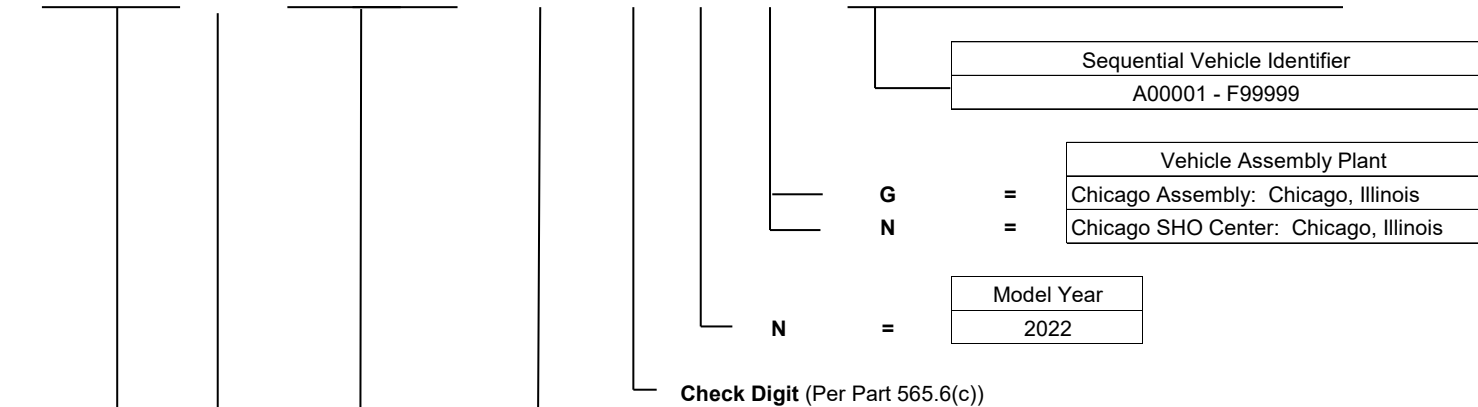 Sequential Vehicle Identifier
A00001 - F99999
Vehicle Assembly Plant
G = Chicago Assembly: Chicago, Illinois
N = Chicago SHO Center: Chicago, Illinois
Model Year
N = 2022
Check Digit (Per Part 565.6(c))